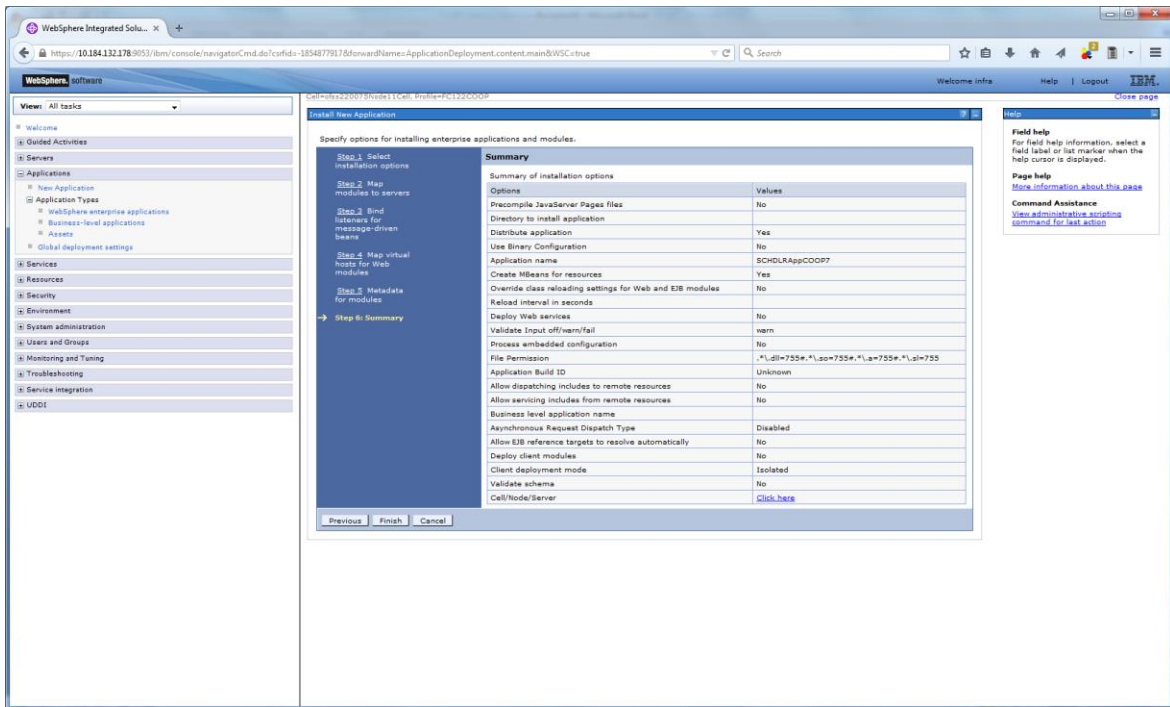 WebSphere Integrated Solu...
https://10.184.132.178:9053/ibm/console/navigatorCmd.do?csrfid=-1854877917&forwardName=ApplicationDeployment.content.main&WSC=true
Search
2
WebSphere. software
Welcome infra
Help | Logout
IBM.
View: All tasks
Welcome
Guided Activities
Servers
Applications
New Application
Application Types
WebSphere enterprise applications
Business-level applications
Assets
Global deployment settings
Services
Resources
Security
Environment
System administration
Users and Groups
Monitoring and Tuning
Troubleshooting
Service integration
UDDI
Close page
Install New Application
Specify options for installing enterprise applications and modules.
Step 1 Select
installation options
Step 2 Map
modules to servers
Step 3 Bind
listeners for
message-driven
beans
Step 4 Map virtual
hosts for Web
modules
Step 5 Metadata
for modules
Step 6: Summary
Summary
Summary of installation options
Options Values
Precompile JavaServer Pages files No
Directory to install application
Distribute application Yes
Use Binary Configuration No
Application name SCHDLRAppCOOP7
Create MBeans for resources Yes
Override class reloading settings for Web and EJB modules No
Reload interval in seconds
Deploy Web services No
Validate Input off/warn/fail warn
Process embedded configuration No
File Permission .*\.dll=755#.*\.so=755#.*\.a=755#.*\.sl=755
Application Build ID Unknown
Allow dispatching includes to remote resources No
Allow servicing includes from remote resources No
Business level application name
Asynchronous Request Dispatch Type Disabled
Allow EJB reference targets to resolve automatically No
Deploy client modules No
Client deployment mode Isolated
Validate schema No
Cell/Node/Server Click here
Previous Finish Cancel
Help
Field help
For field help information, select a
field label or list marker when the
help cursor is displayed.
Page help
More information about this page
Command Assistance
View administrative scripting
command for last action